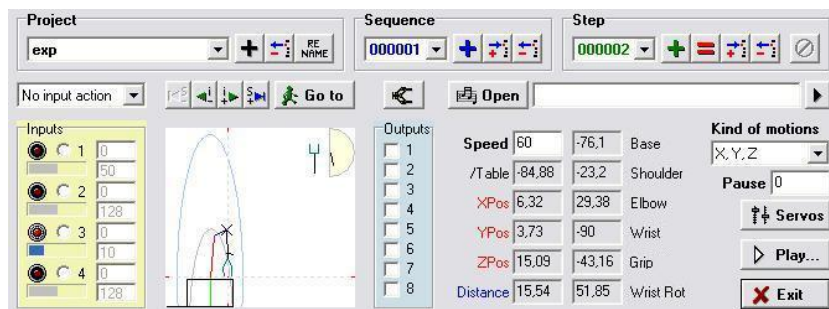 Project
exp
RE NAME
Sequence
000001
Step
000002
No input action
S
i
i
S
Go to
Open
Inputs
1 0
50
2 0
128
3 0
10
4 0
128
Outputs
1
2
3
4
5
6
7
8
Speed 60 -76,1 Base
/Table -84,88 -23,2 Shoulder
XPos 6,32 29,38 Elbow
YPos 3,73 -90 Wrist
ZPos 15,09 -43,16 Grip
Distance 15,54 51,85 Wrist Rot
Kind of motions
X,Y,Z
Pause 0
Servos
Play...
Exit